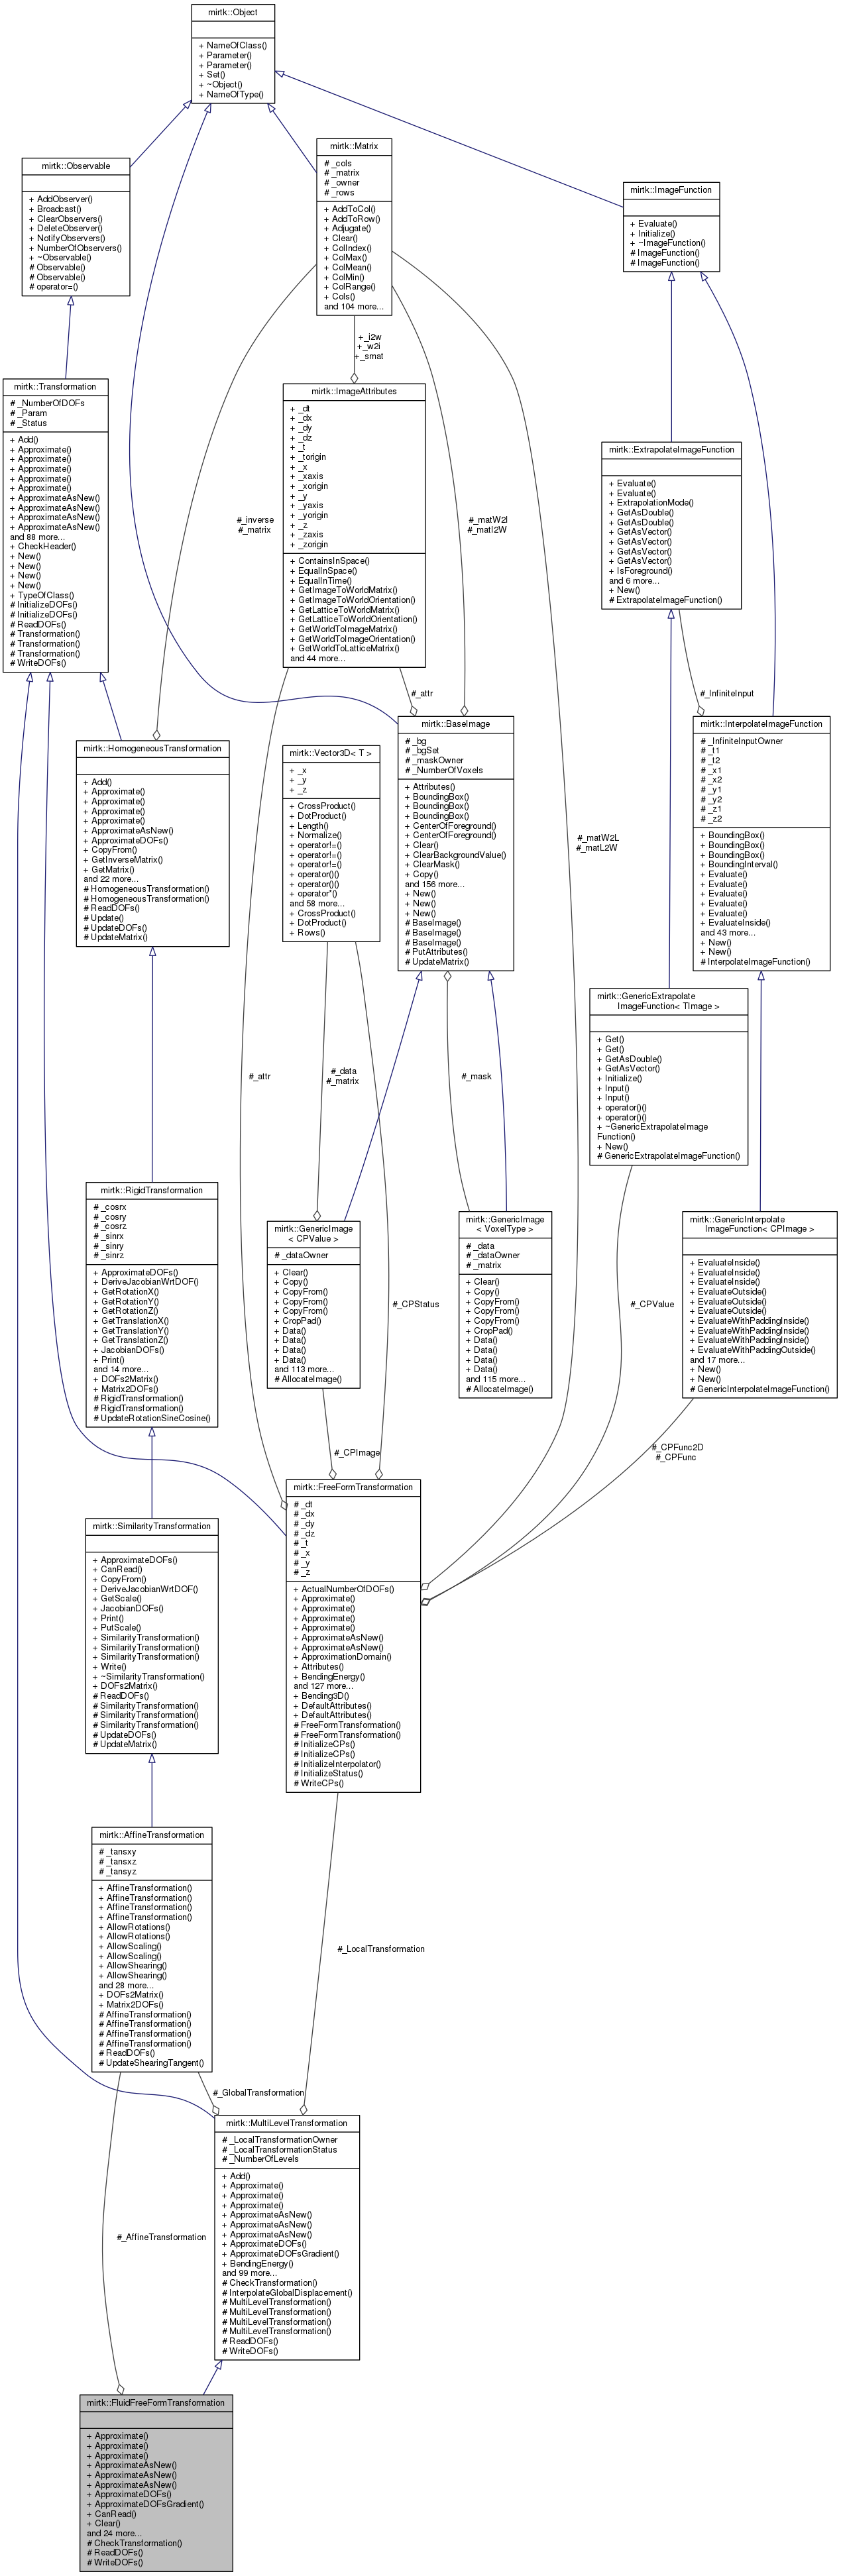 mirtk::Object
+ NameOfClass()
+ Parameter()
+ Parameter()
+ Set()
+ ~Object()
+ NameOfType()
mirtk::Observable
+ AddObserver()
+ Broadcast()
+ ClearObservers()
+ DeleteObserver()
+ NotifyObservers()
+ NumberOfObservers()
+ ~Observable()
# Observable()
# Observable()
# operator=()
mirtk::Matrix
# _cols
# _matrix
# _owner
# _rows
+ AddToCol()
+ AddToRow()
+ Adjugate()
+ Clear()
+ ColIndex()
+ ColMax()
+ ColMean()
+ ColMin()
+ ColRange()
+ Cols()
and 104 more...
mirtk::ImageFunction
+ Evaluate()
+ Initialize()
+ ~ImageFunction()
# ImageFunction()
# ImageFunction()
+_i2w
+_w2i
+_smat
mirtk::Transformation
# _NumberOfDOFs
# _Param
# _Status
+ Add()
+ Approximate()
+ Approximate()
+ Approximate()
+ Approximate()
+ Approximate()
+ ApproximateAsNew()
+ ApproximateAsNew()
+ ApproximateAsNew()
+ ApproximateAsNew()
and 88 more...
+ CheckHeader()
+ New()
+ New()
+ New()
+ New()
+ TypeOfClass()
# InitializeDOFs()
# InitializeDOFs()
# ReadDOFs()
# Transformation()
# Transformation()
# Transformation()
# WriteDOFs()
mirtk::ImageAttributes
+ _dt
+ _dx
+ _dy
+ _dz
+ _t
+ _torigin
+ _x
+ _xaxis
+ _xorigin
+ _y
+ _yaxis
+ _yorigin
+ _z
+ _zaxis
+ _zorigin
+ ContainsInSpace()
+ EqualInSpace()
+ EqualInTime()
+ GetImageToWorldMatrix()
+ GetImageToWorldOrientation()
+ GetLatticeToWorldMatrix()
+ GetLatticeToWorldOrientation()
+ GetWorldToImageMatrix()
+ GetWorldToImageOrientation()
+ GetWorldToLatticeMatrix()
and 44 more...
mirtk::ExtrapolateImageFunction
+ Evaluate()
+ Evaluate()
+ ExtrapolationMode()
+ GetAsDouble()
+ GetAsDouble()
+ GetAsVector()
+ GetAsVector()
+ GetAsVector()
+ GetAsVector()
+ IsForeground()
and 6 more...
+ New()
# ExtrapolateImageFunction()
#_inverse
#_matrix
#_matW2I
#_matI2W
#_attr
#_InfiniteInput
mirtk::HomogeneousTransformation
+ Add()
+ Approximate()
+ Approximate()
+ Approximate()
+ Approximate()
+ ApproximateAsNew()
+ ApproximateDOFs()
+ CopyFrom()
+ GetInverseMatrix()
+ GetMatrix()
and 22 more...
# HomogeneousTransformation()
# HomogeneousTransformation()
# ReadDOFs()
# Update()
# UpdateDOFs()
# UpdateMatrix()
mirtk::Vector3D< T >
+ _x
+ _y
+ _z
+ CrossProduct()
+ DotProduct()
+ Length()
+ Normalize()
+ operator!=()
+ operator!=()
+ operator!=()
+ operator()()
+ operator()()
+ operator*()
and 58 more...
+ CrossProduct()
+ DotProduct()
+ Rows()
mirtk::BaseImage
# _bg
# _bgSet
# _maskOwner
# _NumberOfVoxels
+ Attributes()
+ BoundingBox()
+ BoundingBox()
+ BoundingBox()
+ CenterOfForeground()
+ CenterOfForeground()
+ Clear()
+ ClearBackgroundValue()
+ ClearMask()
+ Copy()
and 156 more...
+ New()
+ New()
+ New()
# BaseImage()
# BaseImage()
# BaseImage()
# PutAttributes()
# UpdateMatrix()
#_matW2L
#_matL2W
mirtk::InterpolateImageFunction
# _InfiniteInputOwner
# _t1
# _t2
# _x1
# _x2
# _y1
# _y2
# _z1
# _z2
+ BoundingBox()
+ BoundingBox()
+ BoundingBox()
+ BoundingInterval()
+ Evaluate()
+ Evaluate()
+ Evaluate()
+ Evaluate()
+ Evaluate()
+ EvaluateInside()
and 43 more...
+ New()
+ New()
# InterpolateImageFunction()
mirtk::GenericExtrapolate
ImageFunction< TImage >
+ Get()
+ Get()
+ GetAsDouble()
+ GetAsVector()
+ Initialize()
+ Input()
+ Input()
+ operator()()
+ operator()()
+ ~GenericExtrapolateImage
Function()
+ New()
# GenericExtrapolateImageFunction()
#_attr
#_data
#_matrix
#_mask
mirtk::RigidTransformation
# _cosrx
# _cosry
# _cosrz
# _sinrx
# _sinry
# _sinrz
+ ApproximateDOFs()
+ DeriveJacobianWrtDOF()
+ GetRotationX()
+ GetRotationY()
+ GetRotationZ()
+ GetTranslationX()
+ GetTranslationY()
+ GetTranslationZ()
+ JacobianDOFs()
+ Print()
and 14 more...
+ DOFs2Matrix()
+ Matrix2DOFs()
# RigidTransformation()
# RigidTransformation()
# UpdateRotationSineCosine()
mirtk::GenericImage
< CPValue >
# _dataOwner
+ Clear()
+ Copy()
+ CopyFrom()
+ CopyFrom()
+ CopyFrom()
+ CropPad()
+ Data()
+ Data()
+ Data()
+ Data()
and 113 more...
# AllocateImage()
#_CPStatus
mirtk::GenericImage
< VoxelType >
# _data
# _dataOwner
# _matrix
+ Clear()
+ Copy()
+ CopyFrom()
+ CopyFrom()
+ CopyFrom()
+ CropPad()
+ Data()
+ Data()
+ Data()
+ Data()
and 115 more...
# AllocateImage()
#_CPValue
mirtk::GenericInterpolate
ImageFunction< CPImage >
+ EvaluateInside()
+ EvaluateInside()
+ EvaluateInside()
+ EvaluateOutside()
+ EvaluateOutside()
+ EvaluateOutside()
+ EvaluateWithPaddingInside()
+ EvaluateWithPaddingInside()
+ EvaluateWithPaddingInside()
+ EvaluateWithPaddingOutside()
and 17 more...
+ New()
+ New()
# GenericInterpolateImageFunction()
#_CPImage
#_CPFunc2D
#_CPFunc
mirtk::FreeFormTransformation
# _dt
# _dx
# _dy
# _dz
# _t
# _x
# _y
# _z
+ ActualNumberOfDOFs()
+ Approximate()
+ Approximate()
+ Approximate()
+ Approximate()
+ ApproximateAsNew()
+ ApproximateAsNew()
+ ApproximationDomain()
+ Attributes()
+ BendingEnergy()
and 127 more...
+ Bending3D()
+ DefaultAttributes()
+ DefaultAttributes()
# FreeFormTransformation()
# FreeFormTransformation()
# InitializeCPs()
# InitializeCPs()
# InitializeInterpolator()
# InitializeStatus()
# WriteCPs()
mirtk::SimilarityTransformation
+ ApproximateDOFs()
+ CanRead()
+ CopyFrom()
+ DeriveJacobianWrtDOF()
+ GetScale()
+ JacobianDOFs()
+ Print()
+ PutScale()
+ SimilarityTransformation()
+ SimilarityTransformation()
+ SimilarityTransformation()
+ Write()
+ ~SimilarityTransformation()
+ DOFs2Matrix()
# ReadDOFs()
# SimilarityTransformation()
# SimilarityTransformation()
# SimilarityTransformation()
# UpdateDOFs()
# UpdateMatrix()
mirtk::AffineTransformation
# _tansxy
# _tansxz
# _tansyz
+ AffineTransformation()
+ AffineTransformation()
+ AffineTransformation()
+ AffineTransformation()
+ AllowRotations()
+ AllowRotations()
+ AllowScaling()
+ AllowScaling()
+ AllowShearing()
+ AllowShearing()
and 28 more...
+ DOFs2Matrix()
+ Matrix2DOFs()
# AffineTransformation()
# AffineTransformation()
# AffineTransformation()
# AffineTransformation()
# ReadDOFs()
# UpdateShearingTangent()
#_LocalTransformation
#_GlobalTransformation
mirtk::MultiLevelTransformation
# _LocalTransformationOwner
# _LocalTransformationStatus
# _NumberOfLevels
+ Add()
+ Approximate()
+ Approximate()
+ Approximate()
+ ApproximateAsNew()
+ ApproximateAsNew()
+ ApproximateAsNew()
+ ApproximateDOFs()
+ ApproximateDOFsGradient()
+ BendingEnergy()
and 99 more...
# CheckTransformation()
# InterpolateGlobalDisplacement()
# MultiLevelTransformation()
# MultiLevelTransformation()
# MultiLevelTransformation()
# MultiLevelTransformation()
# ReadDOFs()
# WriteDOFs()
#_AffineTransformation
mirtk::FluidFreeFormTransformation
+ Approximate()
+ Approximate()
+ Approximate()
+ ApproximateAsNew()
+ ApproximateAsNew()
+ ApproximateAsNew()
+ ApproximateDOFs()
+ ApproximateDOFsGradient()
+ CanRead()
+ Clear()
and 24 more...
# CheckTransformation()
# ReadDOFs()
# WriteDOFs()